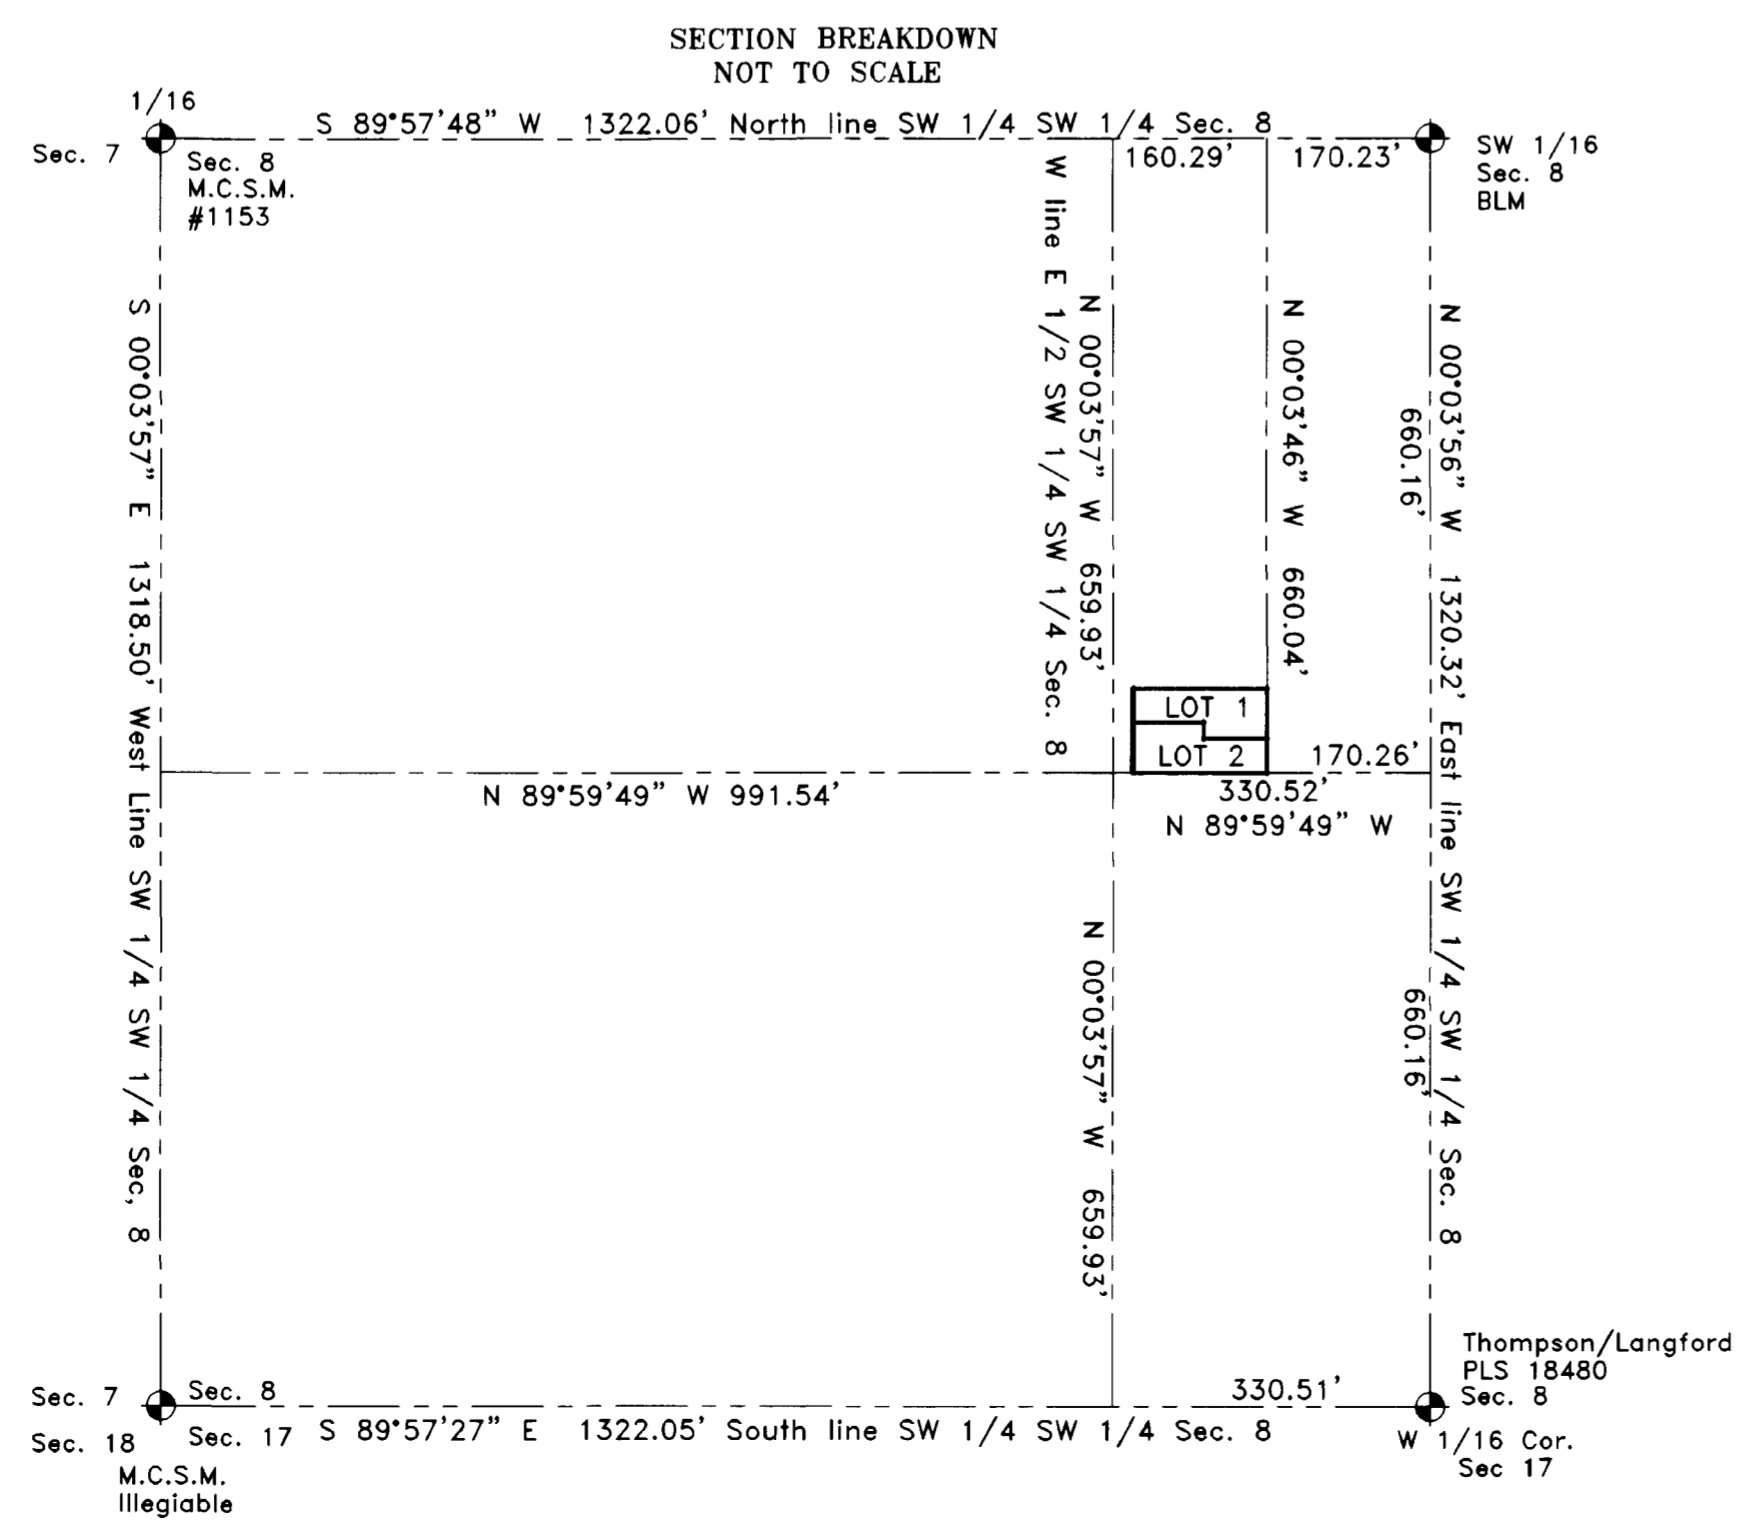 SECTION BREAKDOWN
NOT TO SCALE
1/16
Sec. 7
Sec. 8
M.C.S.M.
#1153
S 89°57'48" W 1322.06' North line SW 1/4 SW 1/4 Sec. 8
160.29'
170.23'
SW 1/16
Sec. 8
BLM
S 00°03'57" E 1318.50' West Line SW 1/4 SW 1/4 Sec, 8
W line E 1/2 SW 1/4 SW 1/4 Sec. 8
N 00°03'57" W 659.93'
N 00°03'46" W 660.04'
660.16'
N 00°03'56" W 1320.32' East line SW 1/4 SW 1/4 Sec. 8
LOT 1
LOT 2
170.26'
N 89°59'49" W 991.54'
330.52'
N 89°59'49" W
N 00°03'57" W 659.93'
660.16'
Thompson/Langford
PLS 18480
Sec. 8
W 1/16 Cor.
Sec 17
330.51'
Sec. 7
Sec. 8
Sec. 18
Sec. 17
S 89°57'27" E 1322.05' South line SW 1/4 SW 1/4 Sec. 8
M.C.S.M.
Illegiable